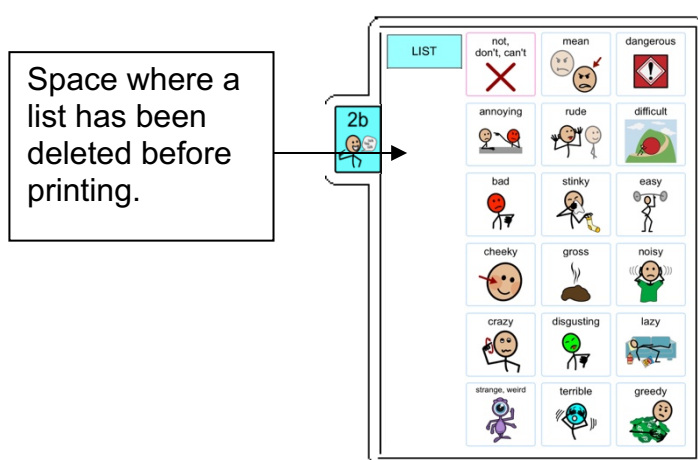 Space where a
list has been
deleted before
printing.
2b
LIST
not,
don't, can't
mean
dangerous
annoying
rude
difficult
bad
stinky
easy
cheeky
gross
noisy
crazy
disgusting
lazy
strange, weird
terrible
greedy